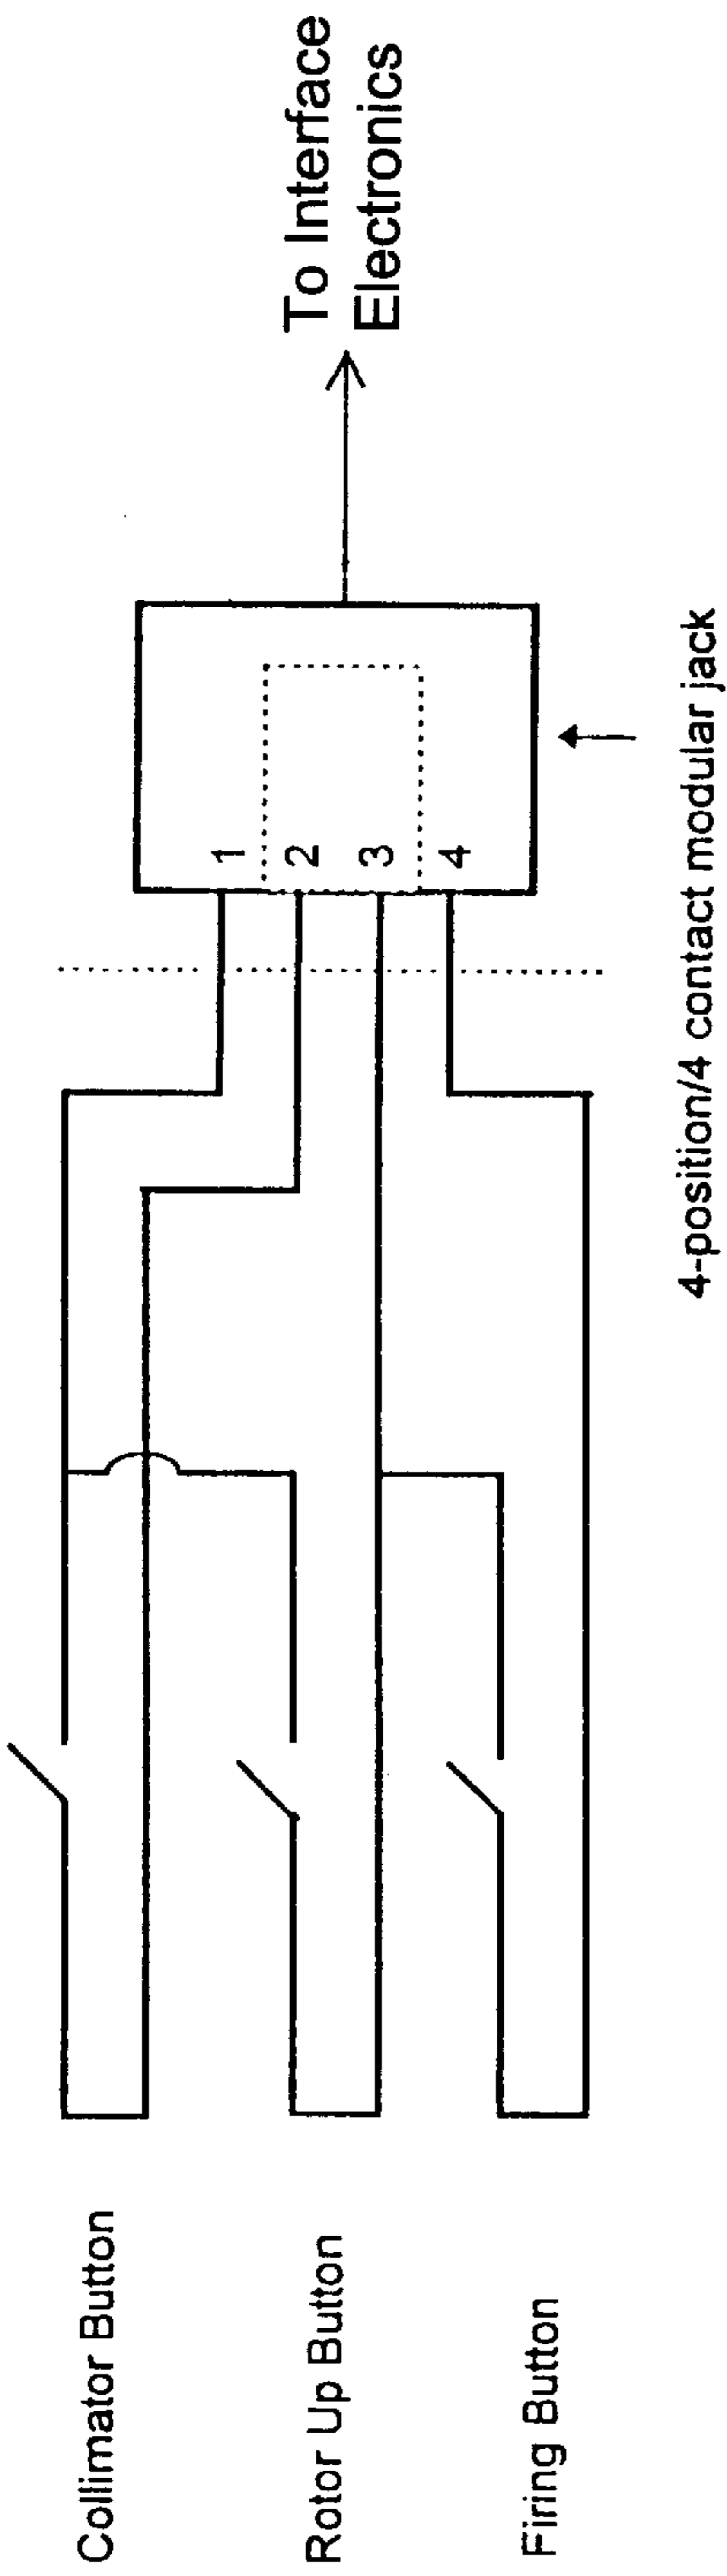 Collimator Button
Rotor Up Button
Firing Button
1
2
3
4
4-position/4 contact modular jack
To Interface
Electronics